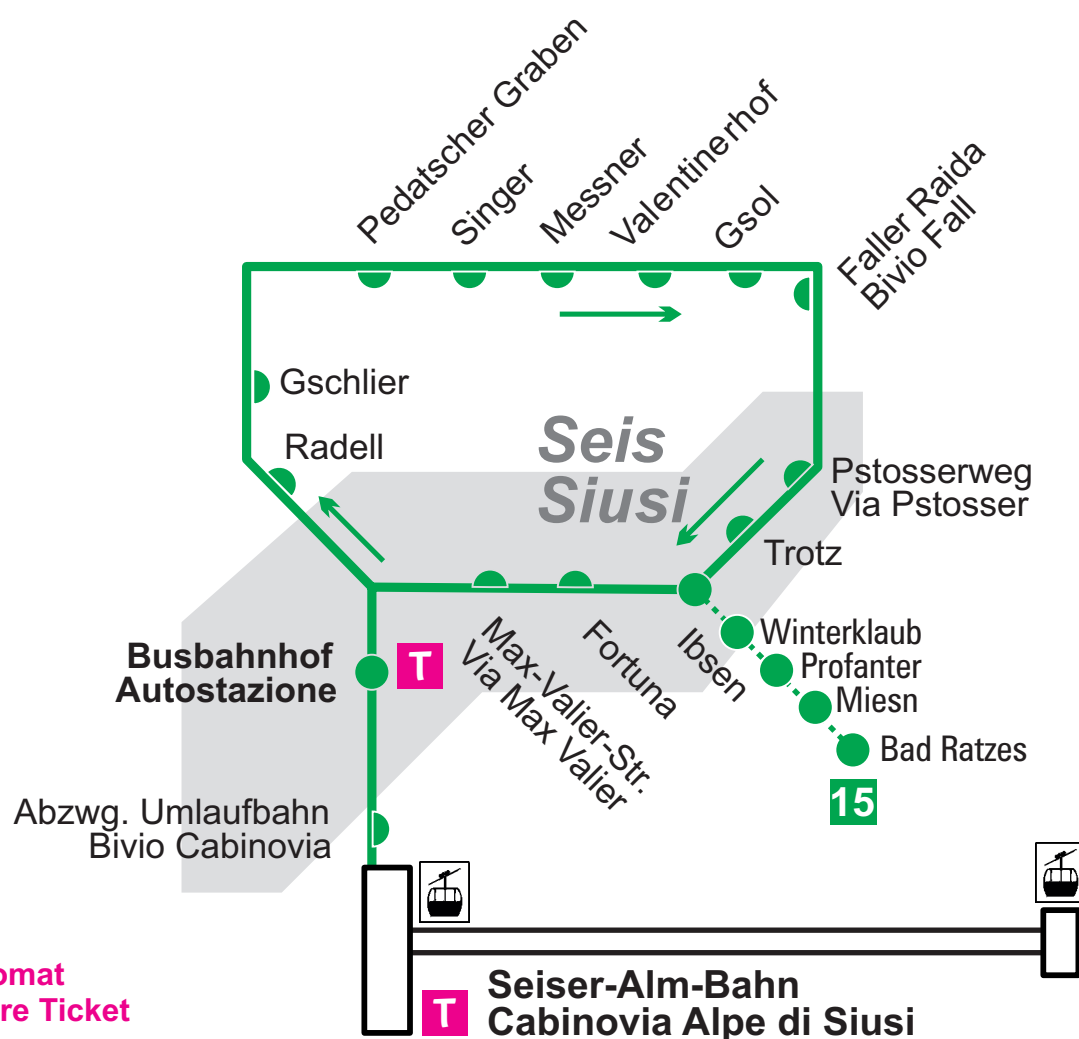 Pedatscher Graben
Singer
Messner
Valentinerhof
Gsol
Faller Raida
Bivio Fall
Gschlier
Radell
Seis
Siusi
Pstosserweg
Via Pstosser
Trotz
Busbahnhof
Autostazione
T
Max-Valier-Str.
Via Max Valier
Fortuna
Ibsen
Winterklaub
Profanter
Miesn
Bad Ratzes
15
Abzwg. Umlaufbahn
Bivio Cabinovia
omat
re Ticket
T
Seiser-Alm-Bahn
Cabinovia Alpe di Siusi